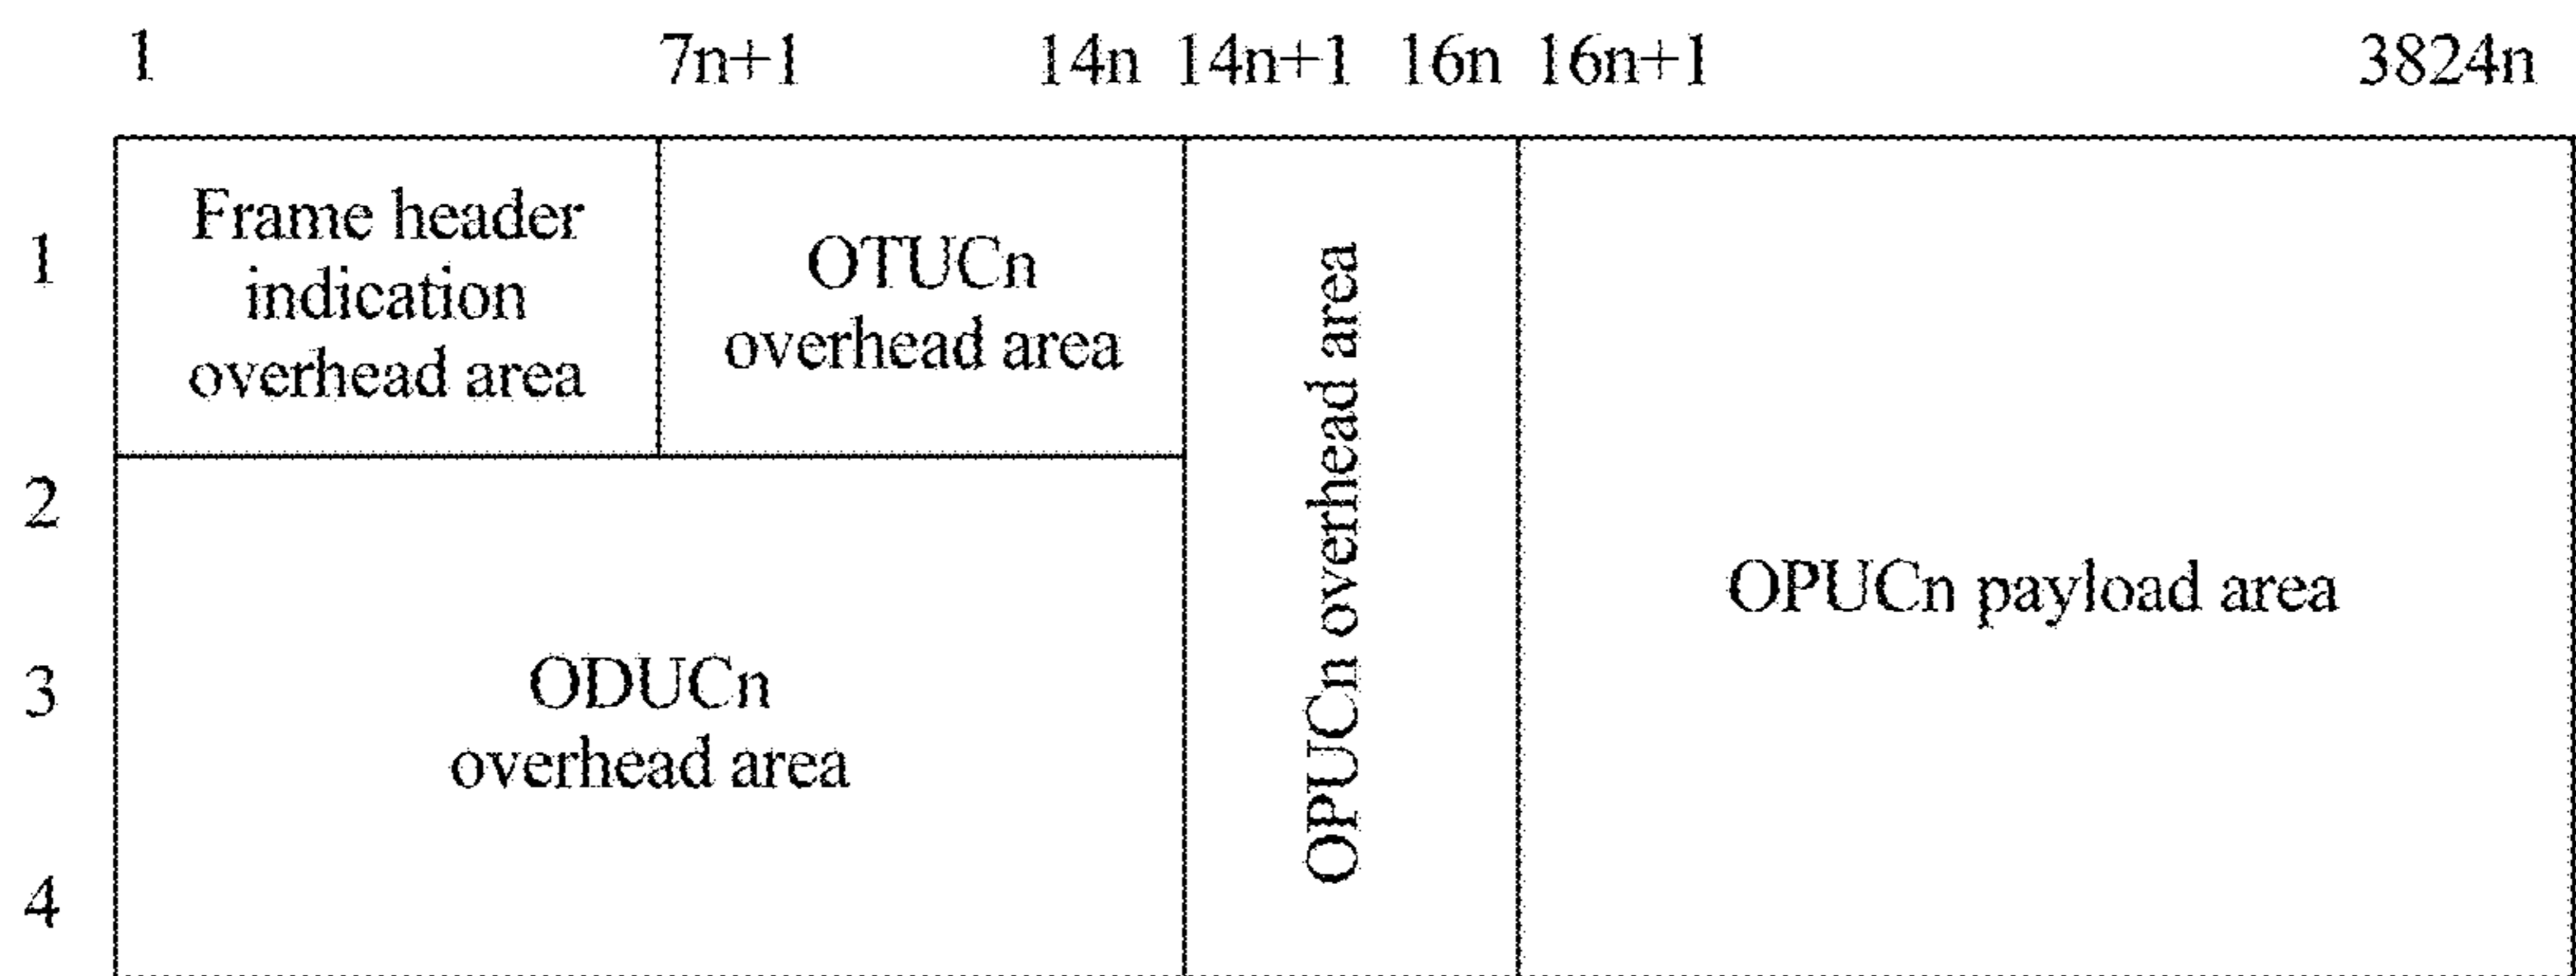 1 7n+1 14n 14n+1 16n 16n+1 3824n
1
Frame header
indication
overhead area
OTUCn
overhead area
OPUCn overhead area
OPUCn payload area
2
3
ODUCn
overhead area
4